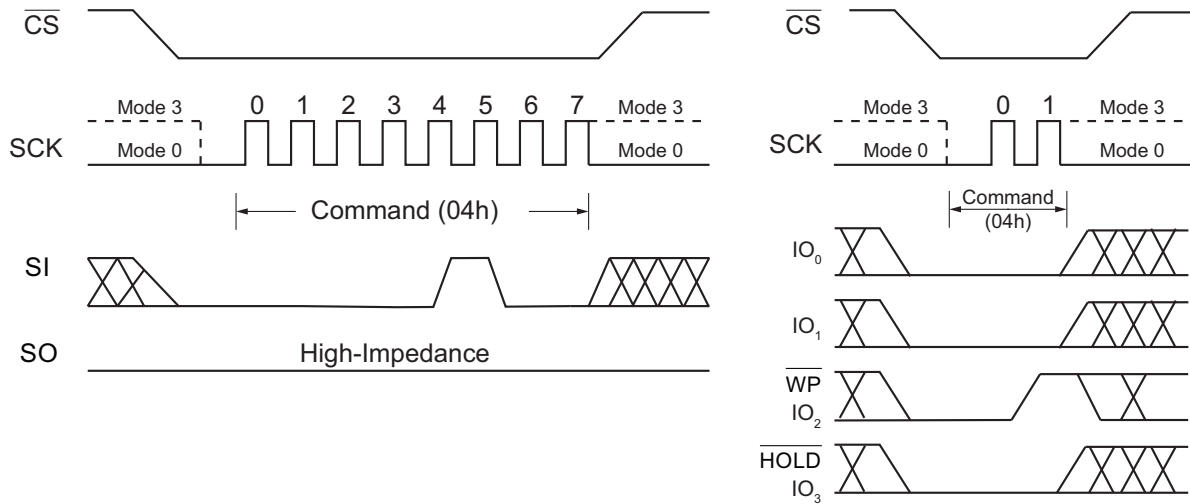 CS
Mode 3
0 1 2 3 4 5 6 7
Mode 3
SCK
Mode 0
Mode 0
Command (04h)
SI
SO
High-Impedance
CS
Mode 3
0 1
Mode 3
SCK
Mode 0
Mode 0
Command
(04h)
IO0
IO1
WP
IO2
HOLD
IO3